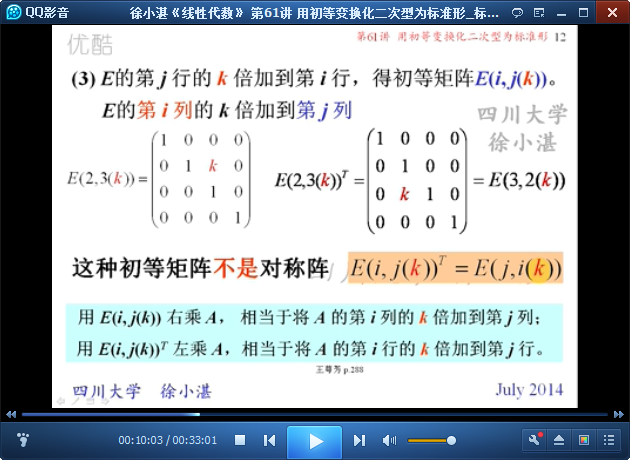 QQ影音
徐小湛《线性代数》 第61讲 用初等变换化二次型为标准形_标...
优酷
第61讲 用初等变换化二次型为标准形 12
(3) E的第 j 行的 k 倍加到第 i 行，得初等矩阵E(i, j(k))。
E的第 i 列的 k 倍加到第 j 列
四川大学
徐小湛
E(2,3(k)) = ( 1 0 0 0 / 0 1 k 0 / 0 0 1 0 / 0 0 0 1 ) E(2,3(k))^T = ( 1 0 0 0 / 0 1 0 0 / 0 k 1 0 / 0 0 0 1 ) = E(3,2(k))
这种初等矩阵不是对称阵 E(i, j(k))^T = E(j,i(k))
用 E(i, j(k)) 右乘 A， 相当于将 A 的第 i 列的 k 倍加到第 j 列；
用 E(i, j(k))^T 左乘 A，相当于将 A 的第 i 行的 k 倍加到第 j 行。
王萼芳 p.288
四川大学 徐小湛 July 2014
00:10:03 / 00:33:01